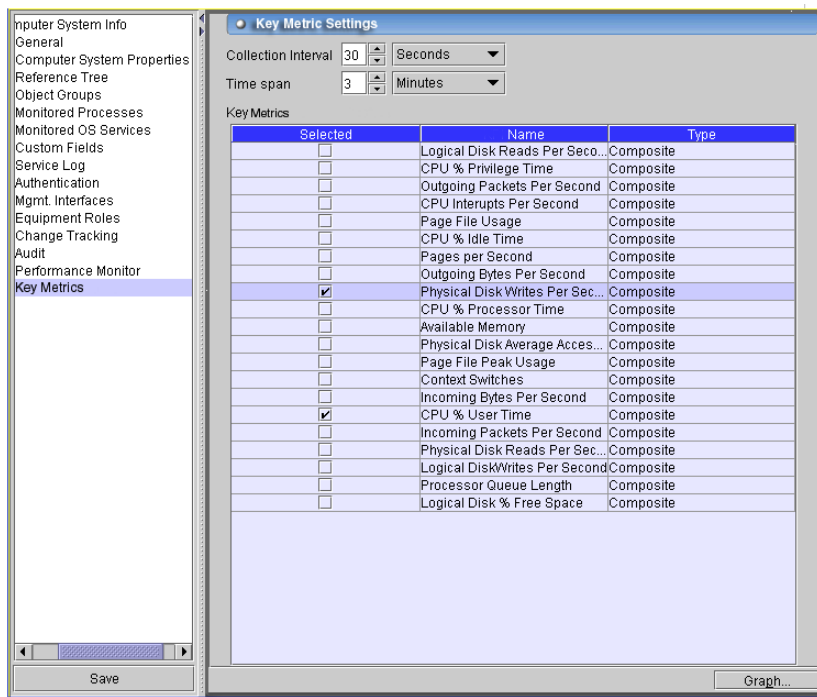 nputer System Info
General
Computer System Properties
Reference Tree
Object Groups
Monitored Processes
Monitored OS Services
Custom Fields
Service Log
Authentication
Mgmt. Interfaces
Equipment Roles
Change Tracking
Audit
Performance Monitor
Key Metrics
Save
Key Metric Settings
Collection Interval 30 Seconds
Time span 3 Minutes
Key Metrics
Selected Name Type
Logical Disk Reads Per Seco... Composite
CPU % Privilege Time Composite
Outgoing Packets Per Second Composite
CPU Interupts Per Second Composite
Page File Usage Composite
CPU % Idle Time Composite
Pages per Second Composite
Outgoing Bytes Per Second Composite
Physical Disk Writes Per Sec... Composite
CPU % Processor Time Composite
Available Memory Composite
Physical Disk Average Acces... Composite
Page File Peak Usage Composite
Context Switches Composite
Incoming Bytes Per Second Composite
CPU % User Time Composite
Incoming Packets Per Second Composite
Physical Disk Reads Per Sec... Composite
Logical DiskWrites Per Second Composite
Processor Queue Length Composite
Logical Disk % Free Space Composite
Graph...